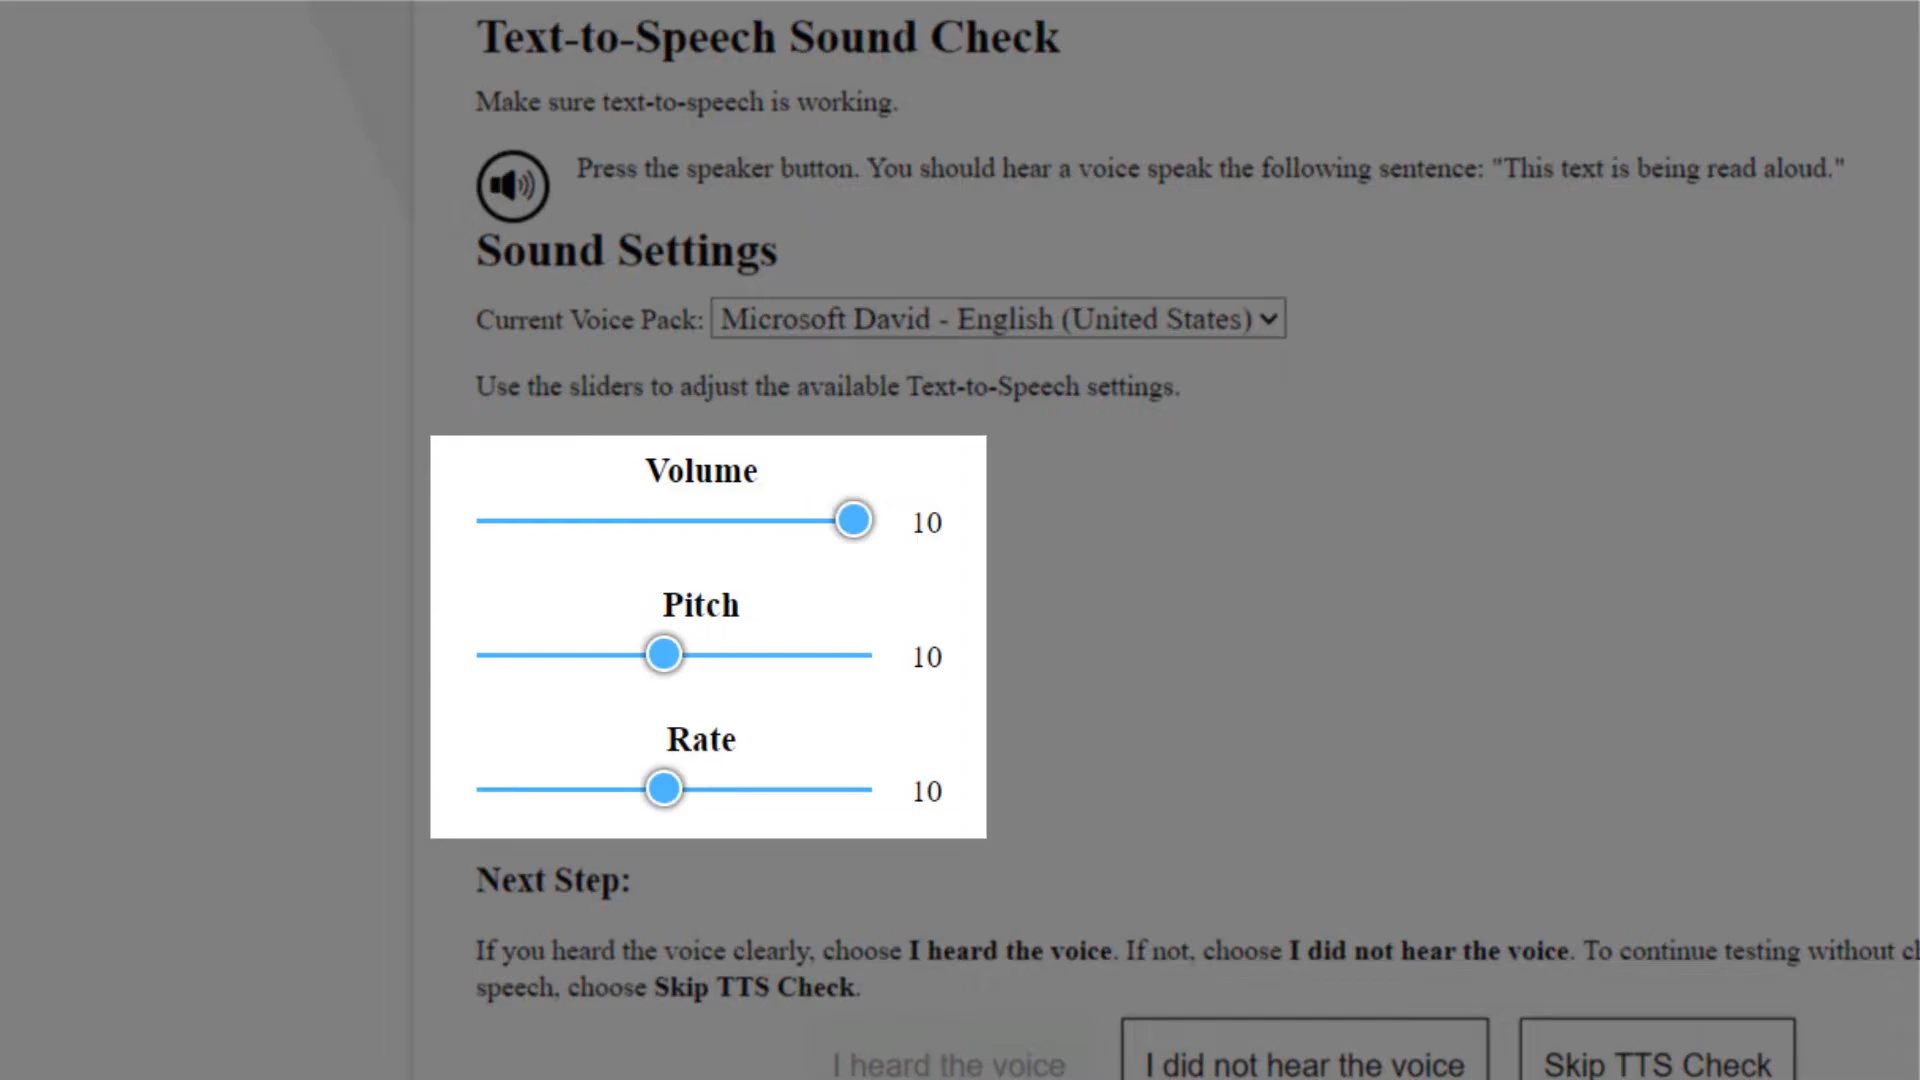 Text-to-Speech Sound Check
Make sure text-to-speech is working.
Press the speaker button. You should hear a voice speak the following sentence: "This text is being read aloud."
Sound Settings
Current Voice Pack: Microsoft David - English (United States)
Use the sliders to adjust the available Text-to-Speech settings.
Volume
10
Pitch
10
Rate
10
Next Step:
If you heard the voice clearly, choose I heard the voice. If not, choose I did not hear the voice. To continue testing without
speech, choose Skip TTS Check.
I heard the voice
I did not hear the voice
Skip TTS Check